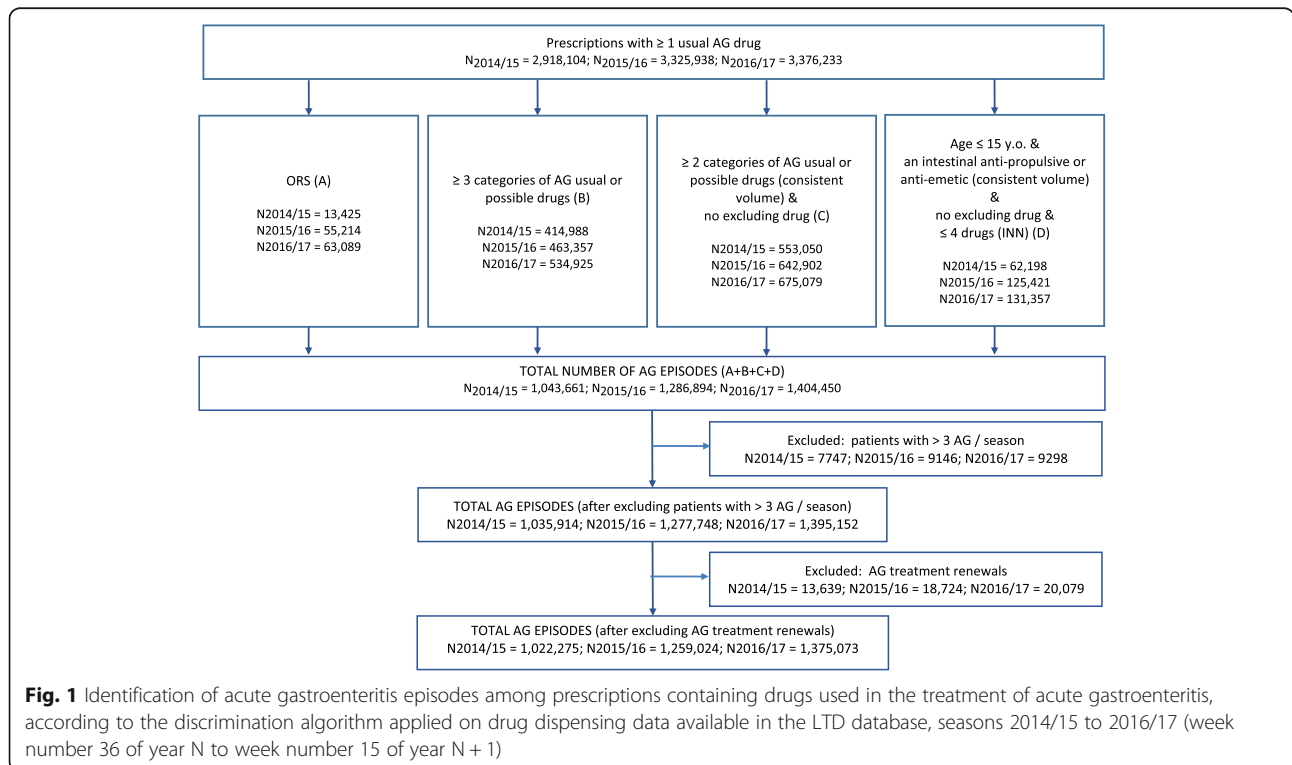 Prescriptions with ≥ 1 usual AG drug
N2014/15 = 2,918,104; N2015/16 = 3,325,938; N2016/17 = 3,376,233
ORS (A)
N2014/15 = 13,425
N2015/16 = 55,214
N2016/17 = 63,089
≥ 3 categories of AG usual or
possible drugs (B)
N2014/15 = 414,988
N2015/16 = 463,357
N2016/17 = 534,925
≥ 2 categories of AG usual or
possible drugs (consistent
volume) &
no excluding drug (C)
N2014/15 = 553,050
N2015/16 = 642,902
N2016/17 = 675,079
Age ≤ 15 y.o. &
an intestinal anti-propulsive or
anti-emetic (consistent volume)
&
no excluding drug &
≤ 4 drugs (INN) (D)
N2014/15 = 62,198
N2015/16 = 125,421
N2016/17 = 131,357
TOTAL NUMBER OF AG EPISODES (A+B+C+D)
N2014/15 = 1,043,661; N2015/16 = 1,286,894; N2016/17 = 1,404,450
Excluded: patients with > 3 AG / season
N2014/15 = 7747; N2015/16 = 9146; N2016/17 = 9298
TOTAL AG EPISODES (after excluding patients with > 3 AG / season)
N2014/15 = 1,035,914; N2015/16 = 1,277,748; N2016/17 = 1,395,152
Excluded: AG treatment renewals
N2014/15 = 13,639; N2015/16 = 18,724; N2016/17 = 20,079
TOTAL AG EPISODES (after excluding AG treatment renewals)
N2014/15 = 1,022,275; N2015/16 = 1,259,024; N2016/17 = 1,375,073
Fig. 1 Identification of acute gastroenteritis episodes among prescriptions containing drugs used in the treatment of acute gastroenteritis,
according to the discrimination algorithm applied on drug dispensing data available in the LTD database, seasons 2014/15 to 2016/17 (week
number 36 of year N to week number 15 of year N + 1)